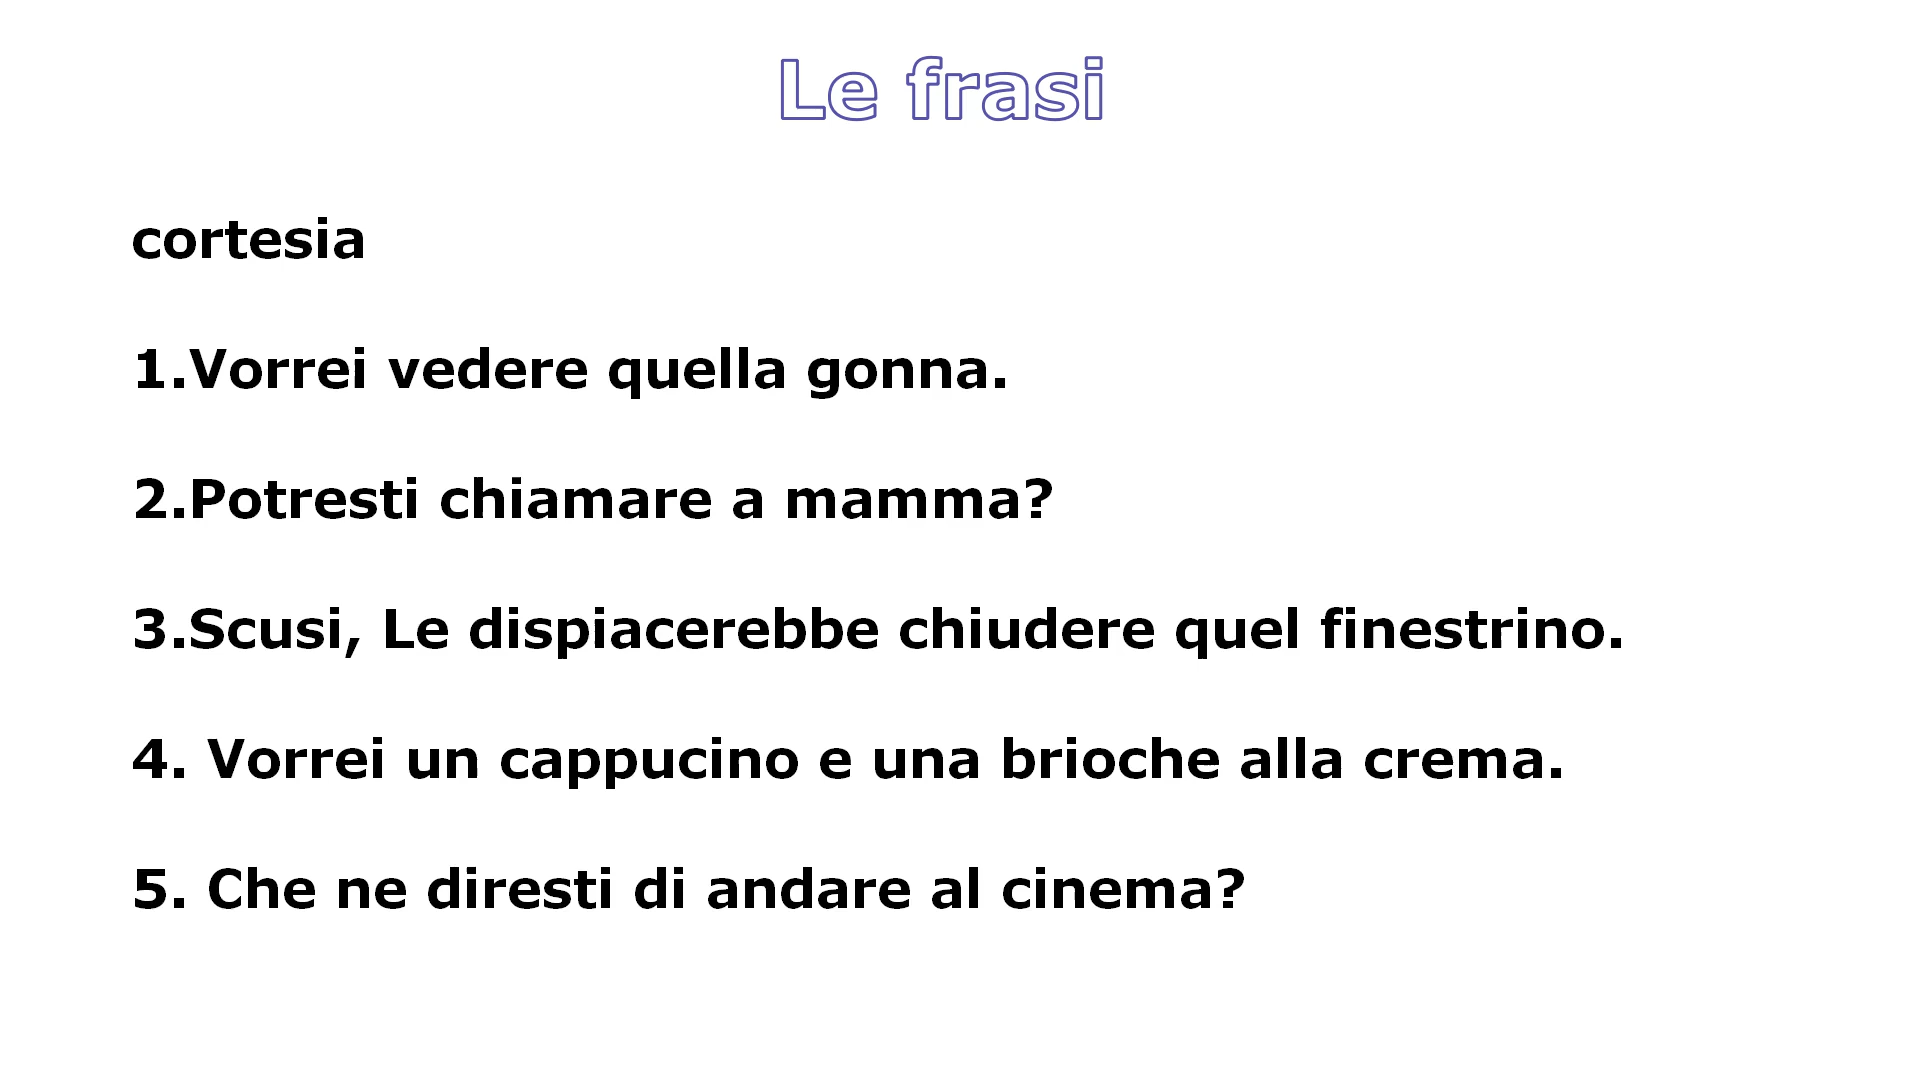 Le frasi
cortesia
1.Vorrei vedere quella gonna.
2.Potresti chiamare a mamma?
3.Scusi, Le dispiacerebbe chiudere quel finestrino.
4. Vorrei un cappucino e una brioche alla crema.
5. Che ne diresti di andare al cinema?